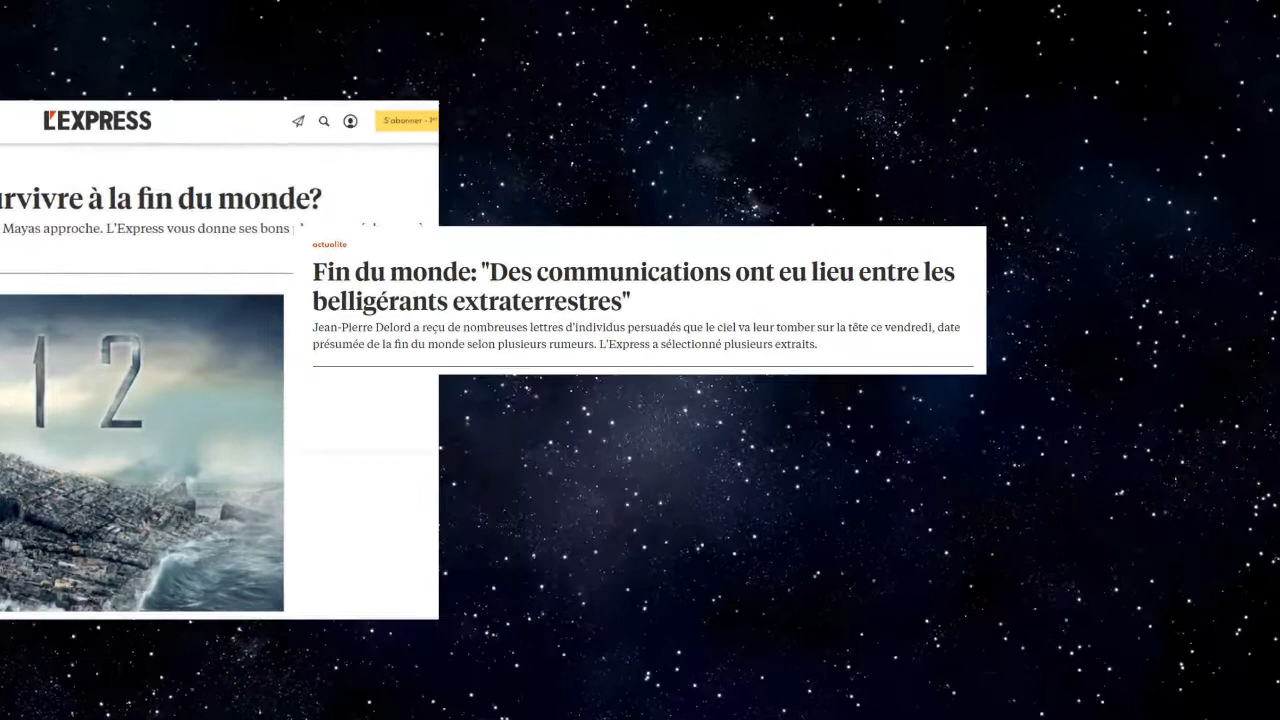 L'EXPRESS
S'abonner - 1€
urvivre à la fin du monde?
Mayas approche. L'Express vous donne ses bons
actualite
Fin du monde: "Des communications ont eu lieu entre les
belligérants extraterrestres"
Jean-Pierre Delord a reçu de nombreuses lettres d'individus persuadés que le ciel va leur tomber sur la tête ce vendredi, date
présumée de la fin du monde selon plusieurs rumeurs. L'Express a sélectionné plusieurs extraits.
12